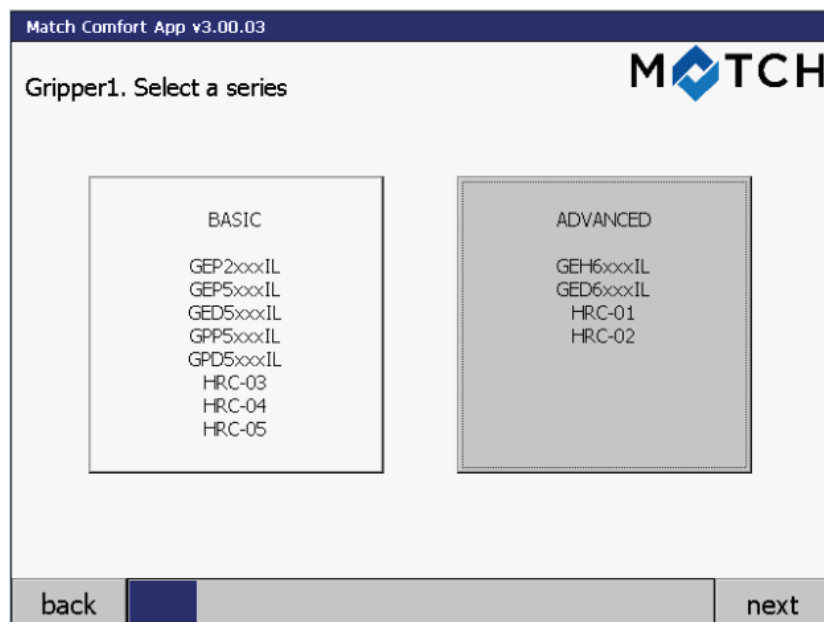 Match Comfort App v3.00.03
MATCH
Gripper1. Select a series
BASIC
GEP2xxxIL
GEP5xxxIL
GED5xxxIL
GPP5xxxIL
GPD5xxxIL
HRC-03
HRC-04
HRC-05
ADVANCED
GEH6xxxIL
GED6xxxIL
HRC-01
HRC-02
back
next